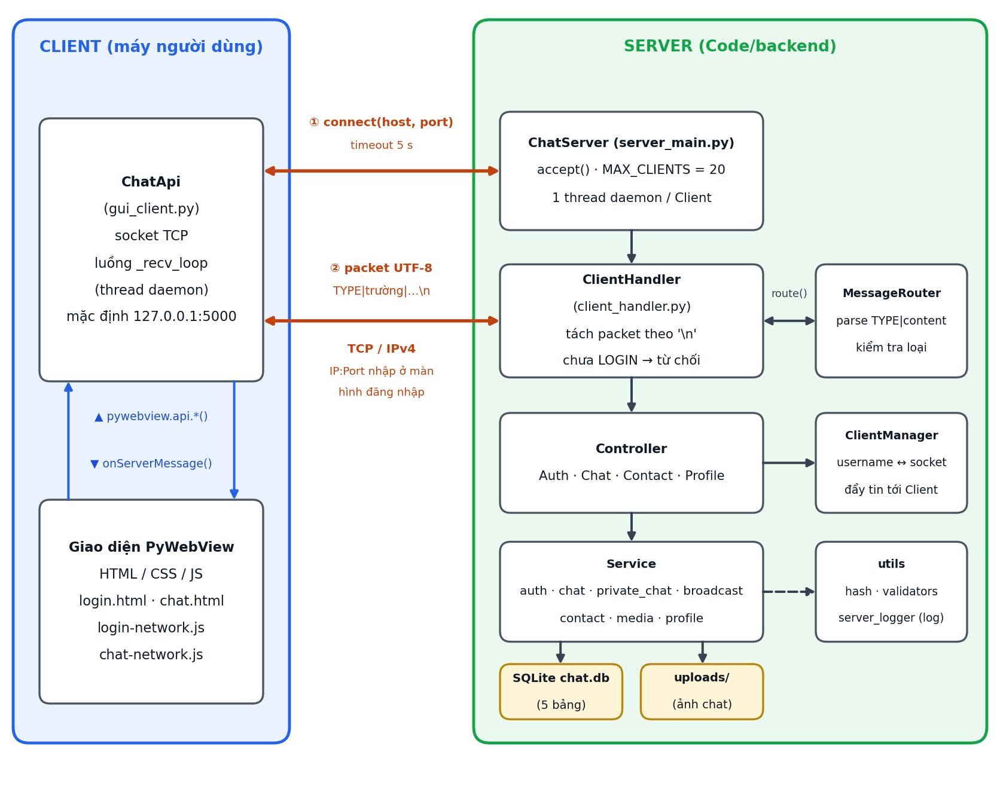 CLIENT (máy người dùng)
ChatApi
(gui_client.py)
socket TCP
luồng _recv_loop
(thread daemon)
mặc định 127.0.0.1:5000
▲ pywebview.api.*()
▼ onServerMessage()
Giao diện PyWebView
HTML / CSS / JS
login.html · chat.html
login-network.js
chat-network.js
① connect(host, port)
timeout 5 s
② packet UTF-8
TYPE|trường|...\n
TCP / IPv4
IP:Port nhập ở màn
hình đăng nhập
SERVER (Code/backend)
ChatServer (server_main.py)
accept() · MAX_CLIENTS = 20
1 thread daemon / Client
ClientHandler
(client_handler.py)
tách packet theo '\n'
chưa LOGIN → từ chối
route()
MessageRouter
parse TYPE|content
kiểm tra loại
Controller
Auth · Chat · Contact · Profile
ClientManager
username ↔ socket
đẩy tin tới Client
Service
auth · chat · private_chat · broadcast
contact · media · profile
utils
hash · validators
server_logger (log)
SQLite chat.db
(5 bảng)
uploads/
(ảnh chat)